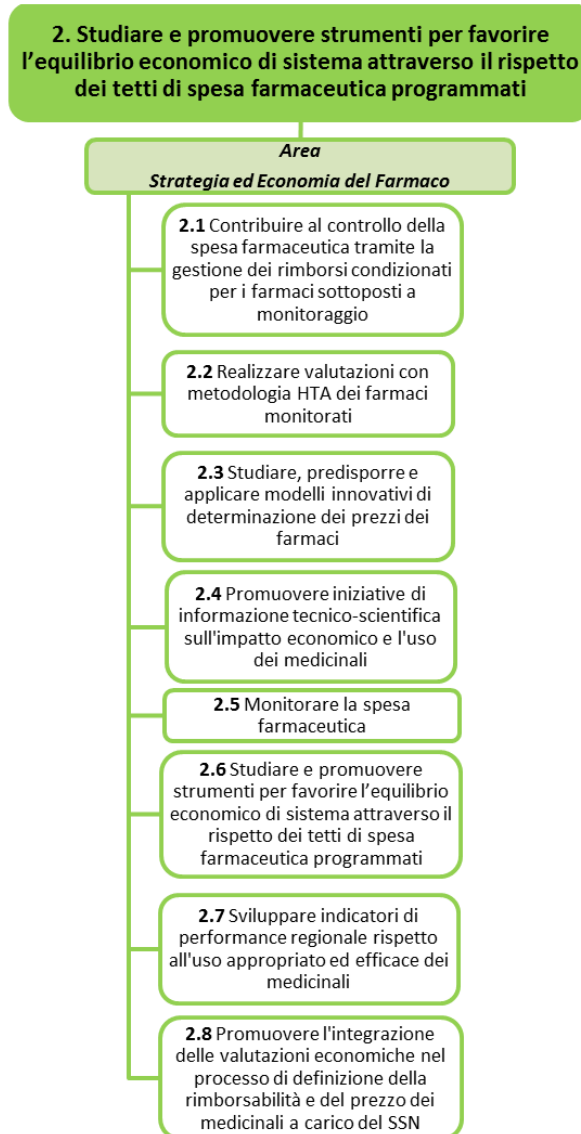 2. Studiare e promuovere strumenti per favorire
l’equilibrio economico di sistema attraverso il rispetto
dei tetti di spesa farmaceutica programmati
Area
Strategia ed Economia del Farmaco
2.1 Contribuire al controllo della
spesa farmaceutica tramite la
gestione dei rimborsi condizionati
per i farmaci sottoposti a
monitoraggio
2.2 Realizzare valutazioni con
metodologia HTA dei farmaci
monitorati
2.3 Studiare, predisporre e
applicare modelli innovativi di
determinazione dei prezzi dei
farmaci
2.4 Promuovere iniziative di
informazione tecnico-scientifica
sull'impatto economico e l'uso
dei medicinali
2.5 Monitorare la spesa
farmaceutica
2.6 Studiare e promuovere
strumenti per favorire l’equilibrio
economico di sistema attraverso il
rispetto dei tetti di spesa
farmaceutica programmati
2.7 Sviluppare indicatori di
performance regionale rispetto
all'uso appropriato ed efficace dei
medicinali
2.8 Promuovere l'integrazione
delle valutazioni economiche nel
processo di definizione della
rimborsabilità e del prezzo dei
medicinali a carico del SSN